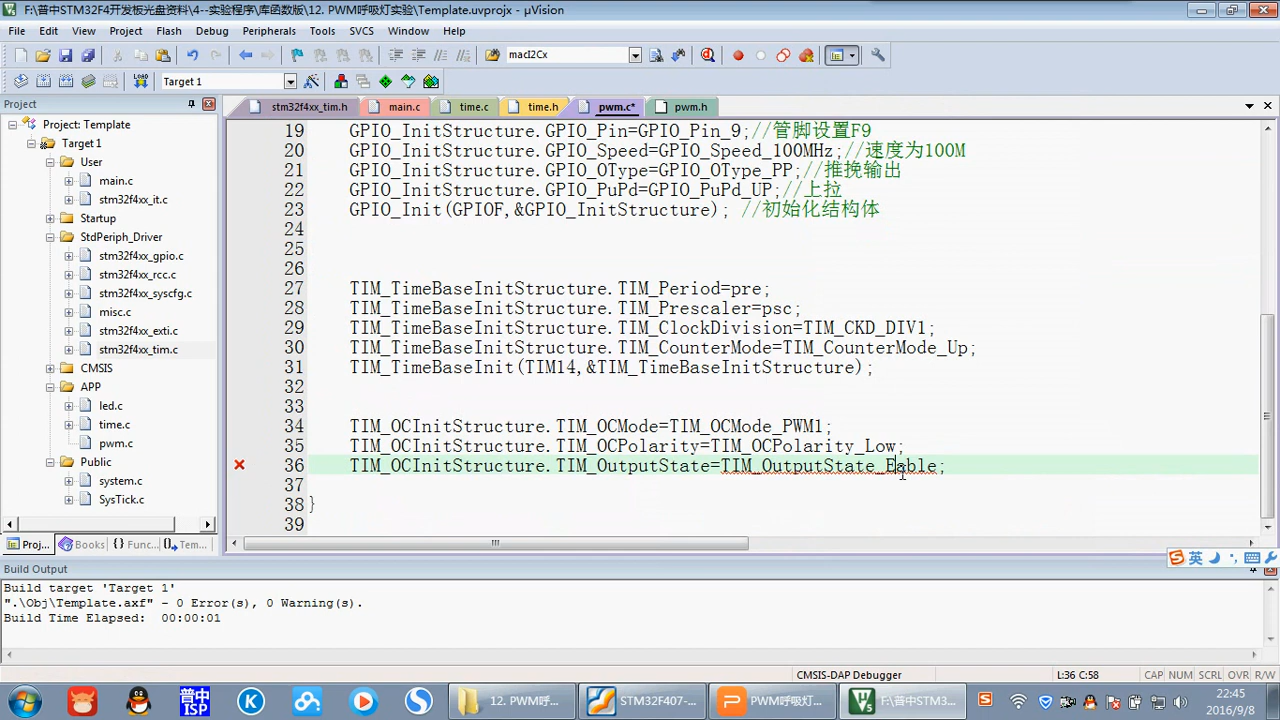 F:\普中STM32F4开发板光盘资料\4--实验程序\库函数版\12. PWM呼吸灯实验\Template.uvprojx - µVision
File Edit View Project Flash Debug Peripherals Tools SVCS Window Help
macI2Cx
LOAD Target 1
Project
stm32f4xx_tim.h main.c time.c time.h pwm.c* pwm.h
Project: Template
Target 1
User
main.c
stm32f4xx_it.c
Startup
StdPeriph_Driver
stm32f4xx_gpio.c
stm32f4xx_rcc.c
stm32f4xx_syscfg.c
misc.c
stm32f4xx_exti.c
stm32f4xx_tim.c
CMSIS
APP
led.c
time.c
pwm.c
Public
system.c
SysTick.c
Proj... Books {} Func... Tem...
19 GPIO_InitStructure.GPIO_Pin=GPIO_Pin_9;//管脚设置F9
20 GPIO_InitStructure.GPIO_Speed=GPIO_Speed_100MHz;//速度为100M
21 GPIO_InitStructure.GPIO_OType=GPIO_OType_PP;//推挽输出
22 GPIO_InitStructure.GPIO_PuPd=GPIO_PuPd_UP;//上拉
23 GPIO_Init(GPIOF,&GPIO_InitStructure); //初始化结构体
24
25
26
27 TIM_TimeBaseInitStructure.TIM_Period=pre;
28 TIM_TimeBaseInitStructure.TIM_Prescaler=psc;
29 TIM_TimeBaseInitStructure.TIM_ClockDivision=TIM_CKD_DIV1;
30 TIM_TimeBaseInitStructure.TIM_CounterMode=TIM_CounterMode_Up;
31 TIM_TimeBaseInit(TIM14,&TIM_TimeBaseInitStructure);
32
33
34 TIM_OCInitStructure.TIM_OCMode=TIM_OCMode_PWM1;
35 TIM_OCInitStructure.TIM_OCPolarity=TIM_OCPolarity_Low;
36 TIM_OCInitStructure.TIM_OutputState=TIM_OutputState_Eable;
37
38 }
39
英
Build Output
Build target 'Target 1'
".\Obj\Template.axf" - 0 Error(s), 0 Warning(s).
Build Time Elapsed: 00:00:01
CMSIS-DAP Debugger L:36 C:58 CAP NUM SCRL OVR R/W
普中 12. PWM呼... STM32F407-... PWM呼吸灯实... F:\普中STM3...
22:45
2016/9/8